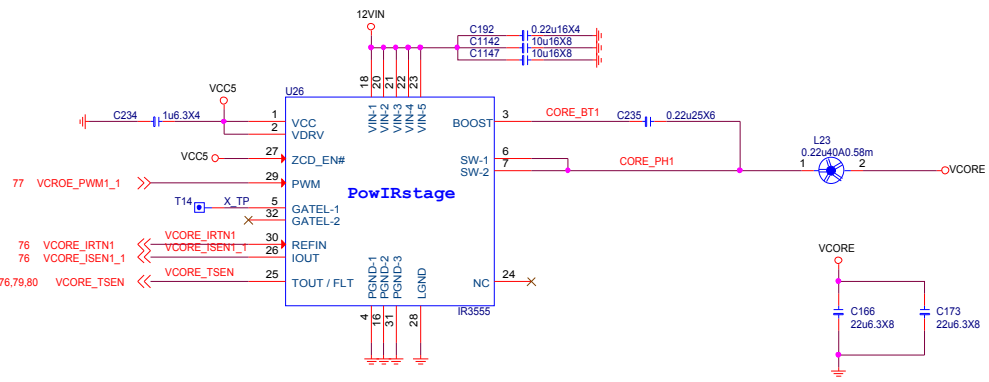 12VIN
C192 0.22u16X4
C1142 10u16X8
C1147 10u16X8
18 20 21 22 23
VCC5
U26
C234 1u6.3X4
VIN-1 VIN-2 VIN-3 VIN-4 VIN-5
1 VCC
2 VDRV
BOOST 3 CORE_BT1 C235 0.22u25X6
L23
0.22u40A0.58m
VCC5 27 ZCD_EN#
SW-1 6
SW-2 7 CORE_PH1
1 2 VCORE
77 VCROE_PWM1_1 29 PWM
PowIRstage
T14 X_TP 5 GATEL-1
32 GATEL-2
76 VCORE_IRTN1 VCORE_IRTN1 30 REFIN
76 VCORE_ISEN1_1 VCORE_ISEN1_1 26 IOUT
76,79,80 VCORE_TSEN VCORE_TSEN 25 TOUT / FLT
PGND-1 PGND-2 PGND-3 LGND
NC 24
IR3555
4 16 31 28
VCORE
C166
22u6.3X8
C173
22u6.3X8